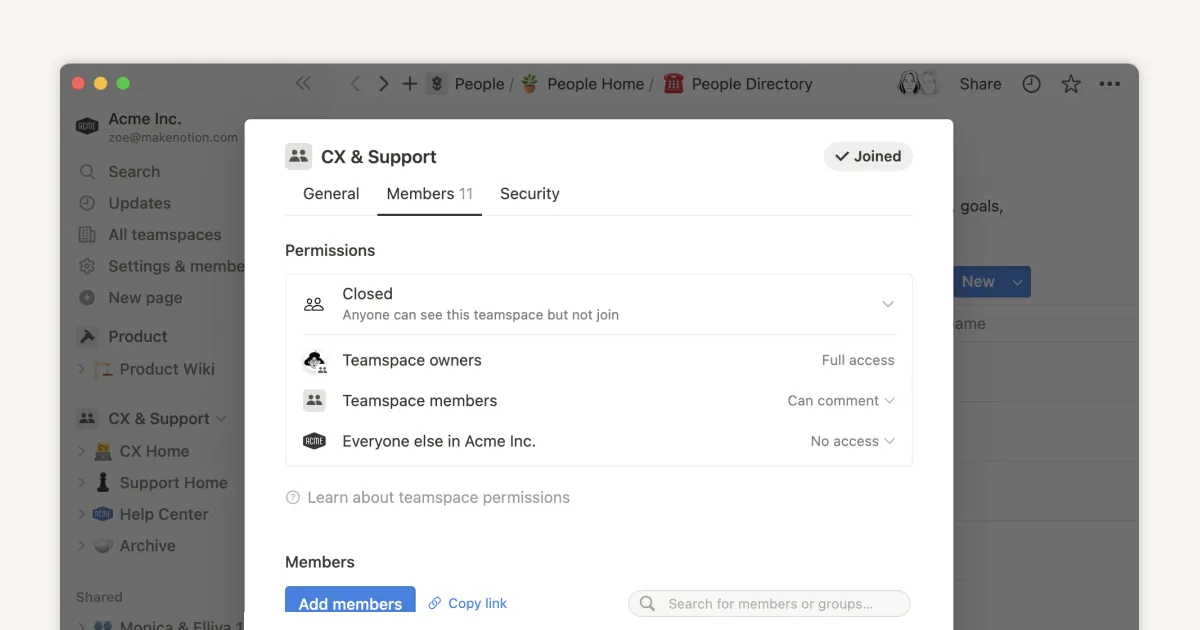 People / People Home / People Directory
Share
Acme Inc.
zoe@makenotion.com
Search
Updates
All teamspaces
Settings & membe
New page
Product
Product Wiki
CX & Support
CX Home
Support Home
Help Center
Archive
Shared
Monica & Elliva 1
CX & Support
Joined
General
Members 11
Security
Permissions
Closed
Anyone can see this teamspace but not join
Teamspace owners
Full access
Teamspace members
Can comment
ACME
Everyone else in Acme Inc.
No access
Learn about teamspace permissions
Members
Add members
Copy link
Search for members or groups...
goals,
New
ame